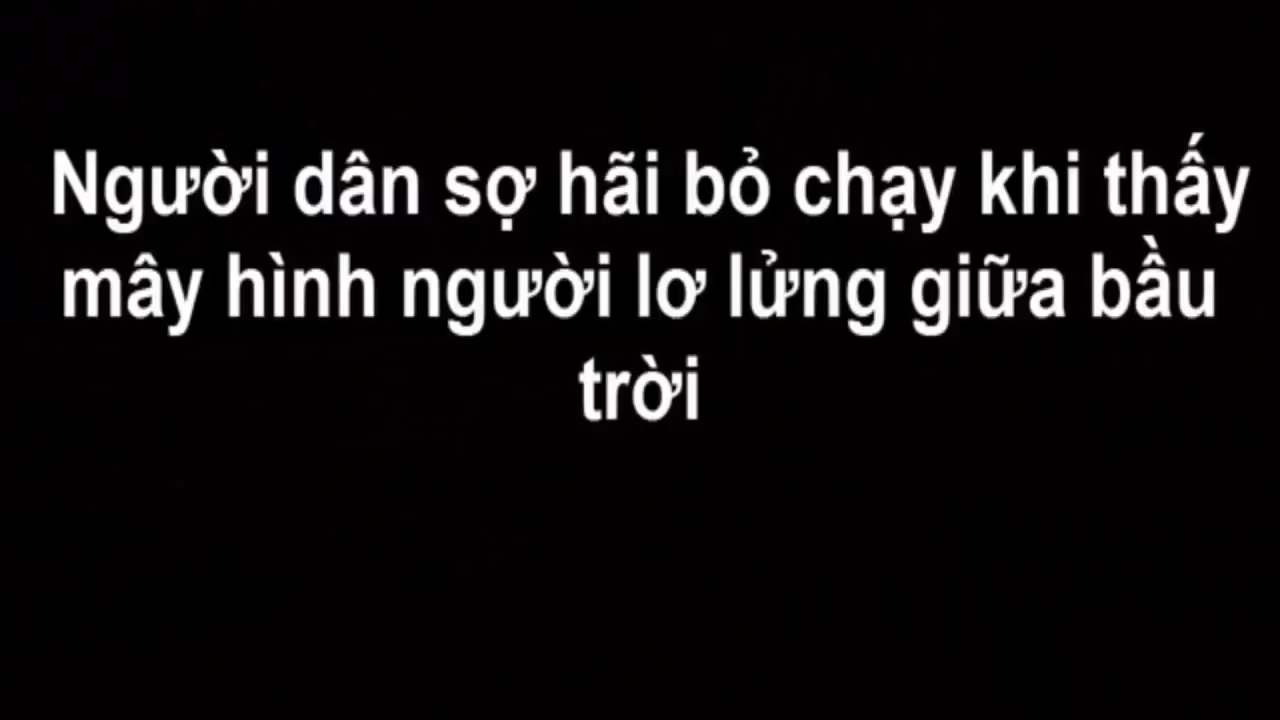 Người dân sợ hãi bỏ chạy khi thấy
mây hình người lơ lửng giữa bầu
trời